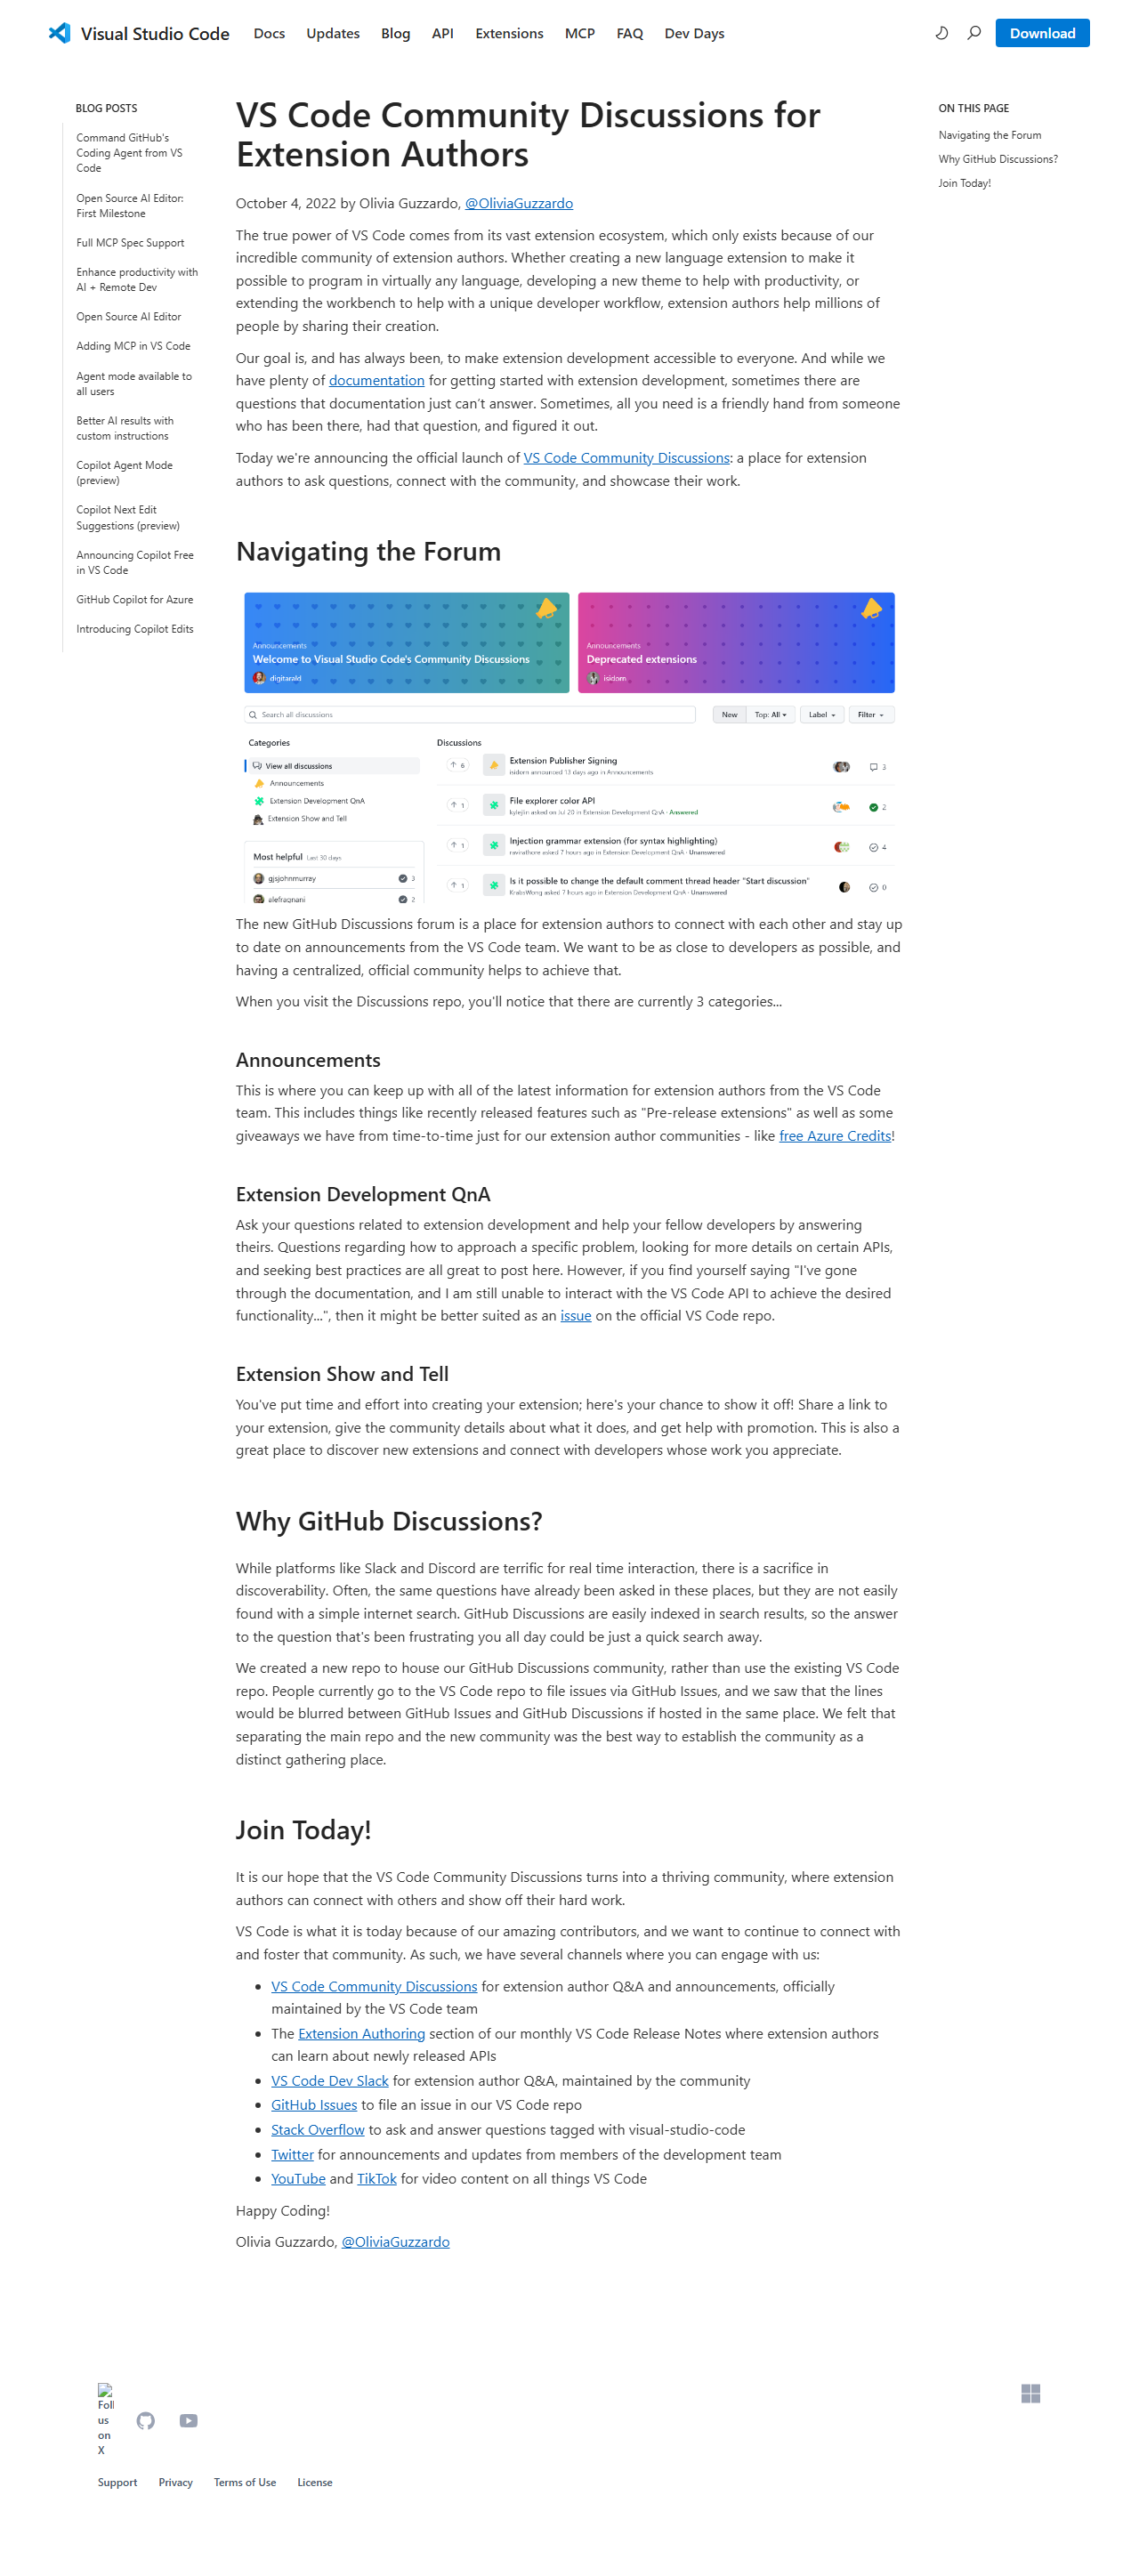 Visual Studio Code
Docs
Updates
Blog
API
Extensions
MCP
FAQ
Dev Days
Download
BLOG POSTS
Command GitHub's
Coding Agent from VS
Code
Open Source AI Editor:
First Milestone
Full MCP Spec Support
Enhance productivity with
AI + Remote Dev
Open Source AI Editor
Adding MCP in VS Code
Agent mode available to
all users
Better AI results with
custom instructions
Copilot Agent Mode
(preview)
Copilot Next Edit
Suggestions (preview)
Announcing Copilot Free
in VS Code
GitHub Copilot for Azure
Introducing Copilot Edits
VS Code Community Discussions for
Extension Authors
October 4, 2022 by Olivia Guzzardo, @OliviaGuzzardo
The true power of VS Code comes from its vast extension ecosystem, which only exists because of our
incredible community of extension authors. Whether creating a new language extension to make it
possible to program in virtually any language, developing a new theme to help with productivity, or
extending the workbench to help with a unique developer workflow, extension authors help millions of
people by sharing their creation.
Our goal is, and has always been, to make extension development accessible to everyone. And while we
have plenty of documentation for getting started with extension development, sometimes there are
questions that documentation just can't answer. Sometimes, all you need is a friendly hand from someone
who has been there, had that question, and figured it out.
Today we're announcing the official launch of VS Code Community Discussions: a place for extension
authors to ask questions, connect with the community, and showcase their work.
Navigating the Forum
Announcements
Welcome to Visual Studio Code's Community Discussions
digitarald
Announcements
Deprecated extensions
isidorn
Search all discussions
New
Top: All
Label
Filter
Categories
View all discussions
Announcements
Extension Development QnA
Extension Show and Tell
Most helpful Last 30 days
gjsjohnmurray 3
alefragnani 2
Discussions
6 Extension Publisher Signing 3
isidorn announced 13 days ago in Announcements
1 File explorer color API 2
kylejlin asked on Jul 20 in Extension Development QnA · Answered
1 Injection grammar extension (for syntax highlighting) 4
asked 7 hours ago in Extension Development QnA · Unanswered
1 Is it possible to change the default comment thread header "Start discussion" 0
KrabsWong asked 7 hours ago in Extension Development QnA · Unanswered
The new GitHub Discussions forum is a place for extension authors to connect with each other and stay up
to date on announcements from the VS Code team. We want to be as close to developers as possible, and
having a centralized, official community helps to achieve that.
When you visit the Discussions repo, you'll notice that there are currently 3 categories...
Announcements
This is where you can keep up with all of the latest information for extension authors from the VS Code
team. This includes things like recently released features such as "Pre-release extensions" as well as some
giveaways we have from time-to-time just for our extension author communities - like free Azure Credits!
Extension Development QnA
Ask your questions related to extension development and help your fellow developers by answering
theirs. Questions regarding how to approach a specific problem, looking for more details on certain APIs,
and seeking best practices are all great to post here. However, if you find yourself saying "I've gone
through the documentation, and I am still unable to interact with the VS Code API to achieve the desired
functionality...", then it might be better suited as an issue on the official VS Code repo.
Extension Show and Tell
You've put time and effort into creating your extension; here's your chance to show it off! Share a link to
your extension, give the community details about what it does, and get help with promotion. This is also a
great place to discover new extensions and connect with developers whose work you appreciate.
Why GitHub Discussions?
While platforms like Slack and Discord are terrific for real time interaction, there is a sacrifice in
discoverability. Often, the same questions have already been asked in these places, but they are not easily
found with a simple internet search. GitHub Discussions are easily indexed in search results, so the answer
to the question that's been frustrating you all day could be just a quick search away.
We created a new repo to house our GitHub Discussions community, rather than use the existing VS Code
repo. People currently go to the VS Code repo to file issues via GitHub Issues, and we saw that the lines
would be blurred between GitHub Issues and GitHub Discussions if hosted in the same place. We felt that
separating the main repo and the new community was the best way to establish the community as a
distinct gathering place.
Join Today!
It is our hope that the VS Code Community Discussions turns into a thriving community, where extension
authors can connect with others and show off their hard work.
VS Code is what it is today because of our amazing contributors, and we want to continue to connect with
and foster that community. As such, we have several channels where you can engage with us:
• VS Code Community Discussions for extension author Q&A and announcements, officially
maintained by the VS Code team
• The Extension Authoring section of our monthly VS Code Release Notes where extension authors
can learn about newly released APIs
• VS Code Dev Slack for extension author Q&A, maintained by the community
• GitHub Issues to file an issue in our VS Code repo
• Stack Overflow to ask and answer questions tagged with visual-studio-code
• Twitter for announcements and updates from members of the development team
• YouTube and TikTok for video content on all things VS Code
Happy Coding!
Olivia Guzzardo, @OliviaGuzzardo
ON THIS PAGE
Navigating the Forum
Why GitHub Discussions?
Join Today!
Foll
us
on
X
Support
Privacy
Terms of Use
License